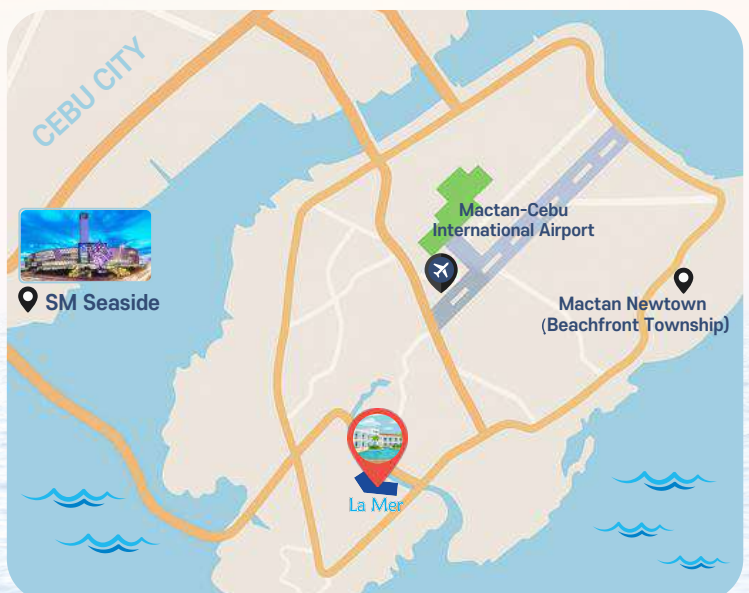 CEBU CITY
SM Seaside
Mactan-Cebu
International Airport
Mactan Newtown
(Beachfront Township)
La Mer